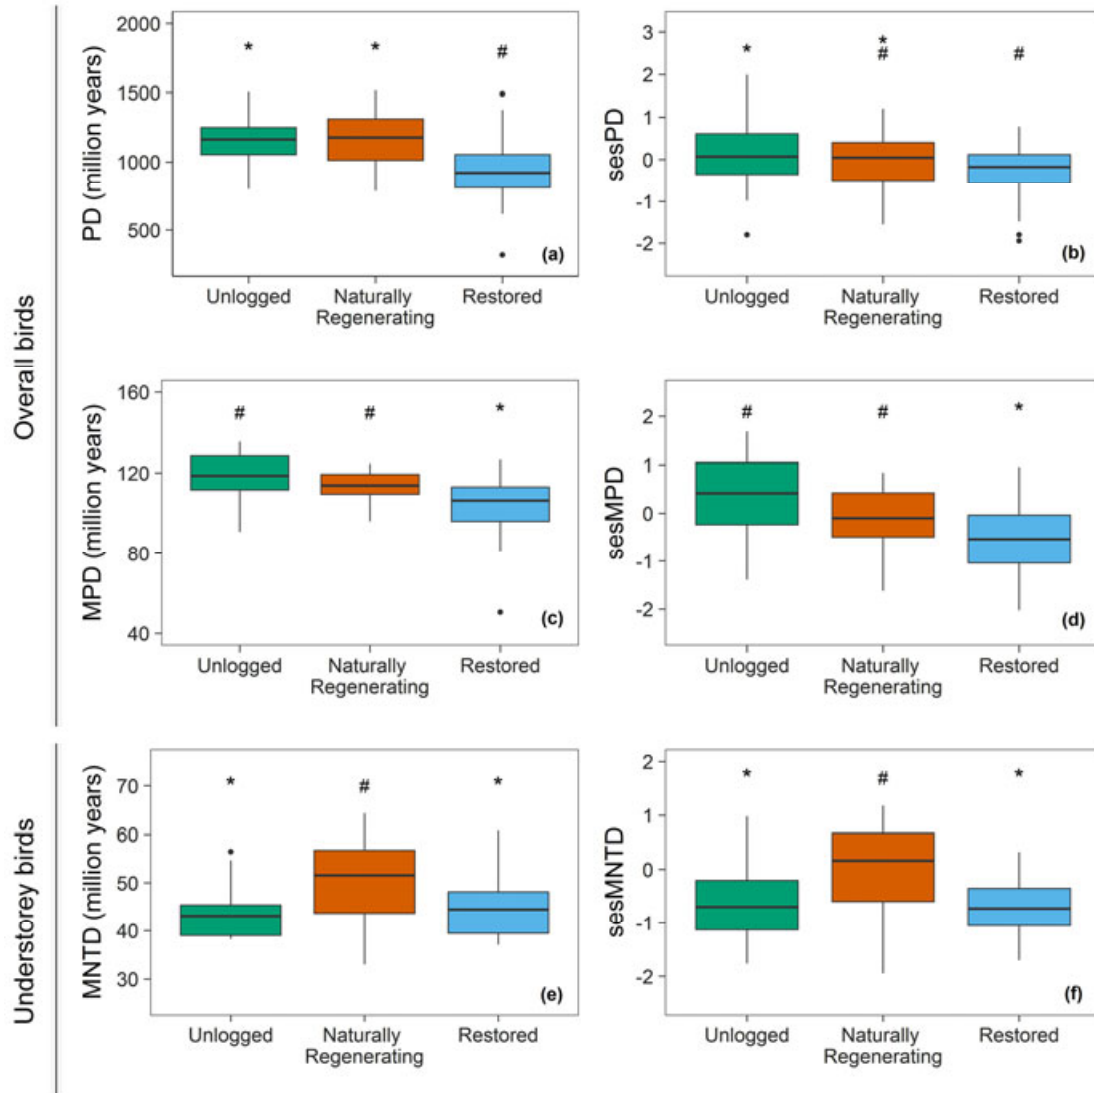 Overall birds
PD (million years)
2000
1500
1000
500
*
*
#
(a)
Unlogged
Naturally
Regenerating
Restored
sesPD
3
2
1
0
-1
-2
*
*
#
#
(b)
Unlogged
Naturally
Regenerating
Restored
MPD (million years)
160
120
80
40
#
#
*
(c)
Unlogged
Naturally
Regenerating
Restored
sesMPD
2
1
0
-1
-2
#
#
*
(d)
Unlogged
Naturally
Regenerating
Restored
Understorey birds
MNTD (million years)
70
60
50
40
30
*
#
*
(e)
Unlogged
Naturally
Regenerating
Restored
sesMNTD
2
1
0
-1
-2
*
#
*
(f)
Unlogged
Naturally
Regenerating
Restored